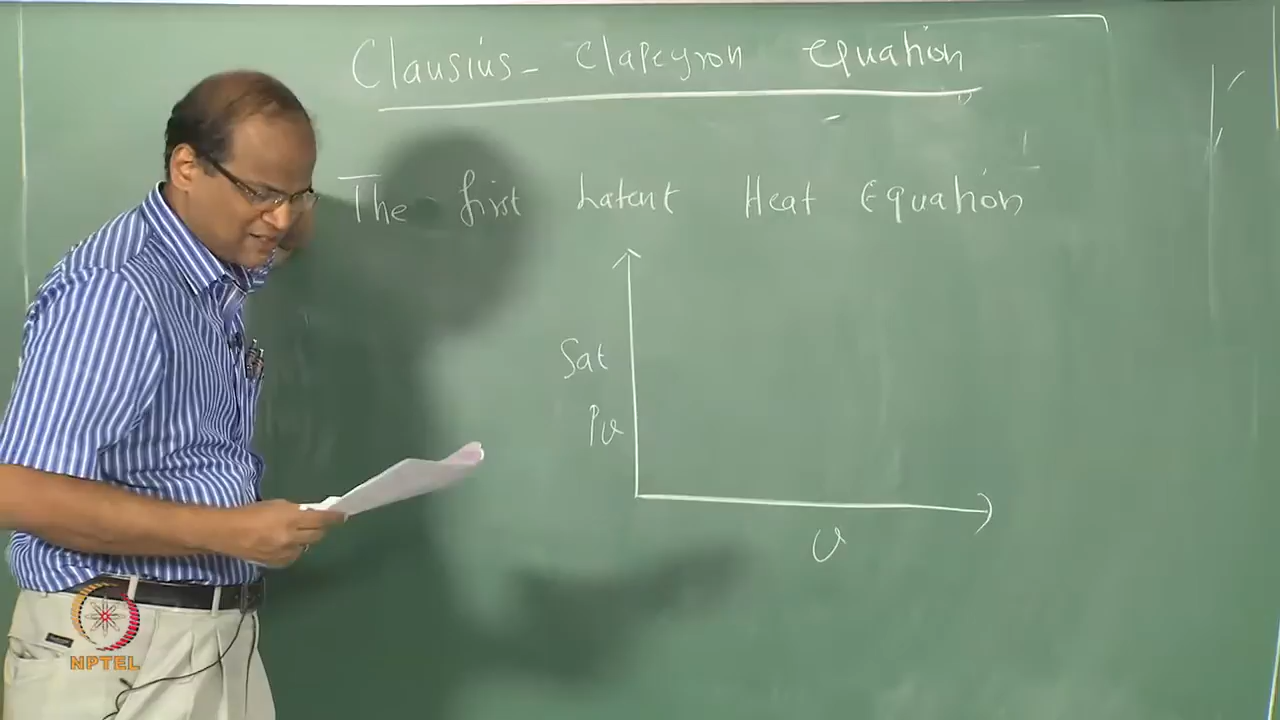 Clausius-Clapeyron equation
The first Latent Heat Equation
Sat
Pv
v
NPTEL